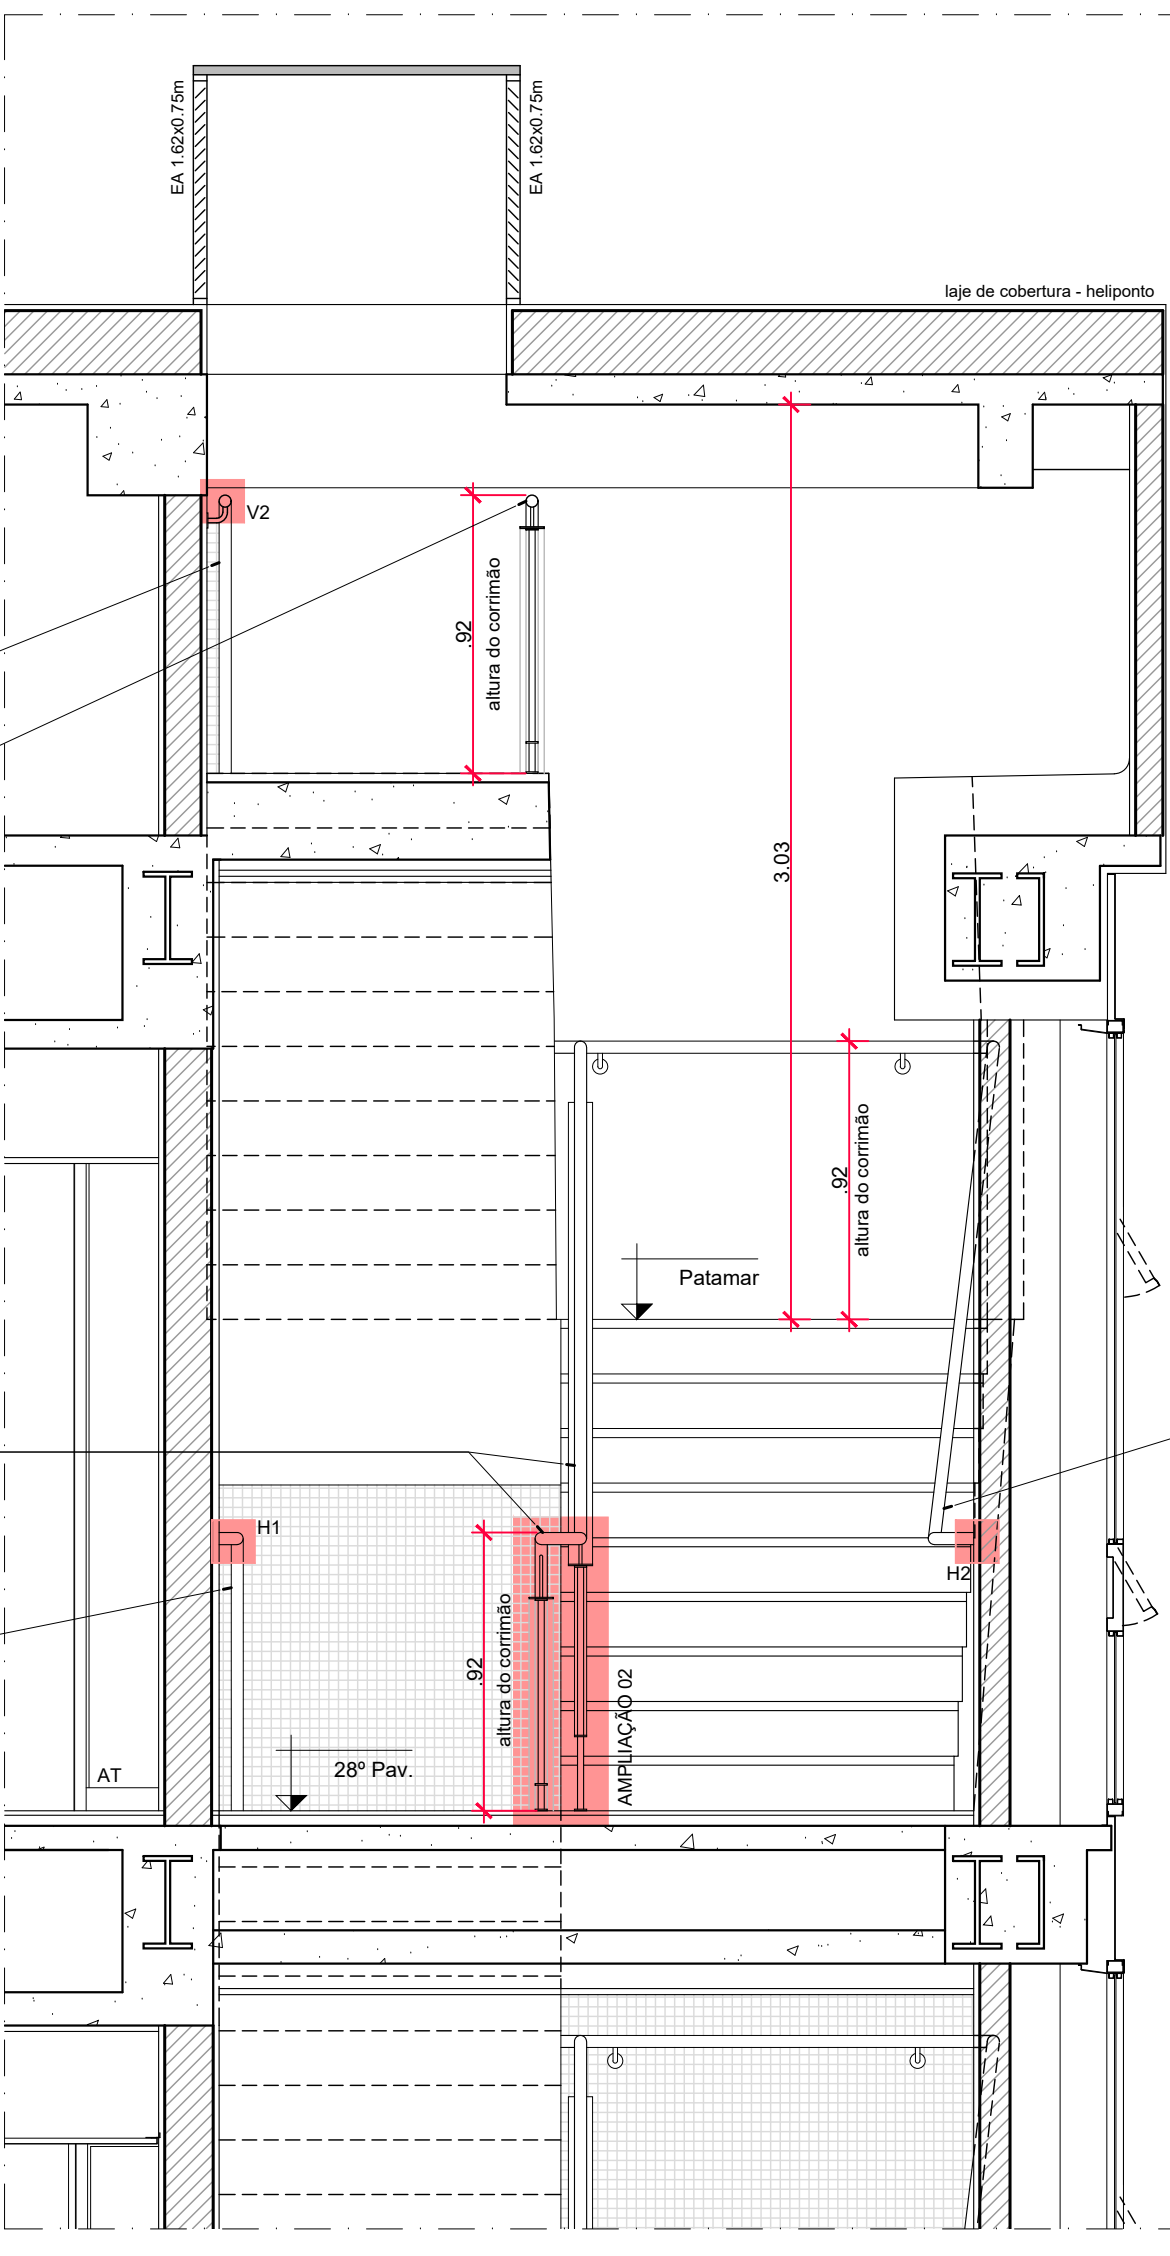 EA 1.62x0.75m
EA 1.62x0.75m
laje de cobertura - heliponto
V2
.92
altura do corrimão
3.03
.92
altura do corrimão
Patamar
H1
H2
.92
altura do corrimão
AMPLIAÇÃO 02
28º Pav.
AT